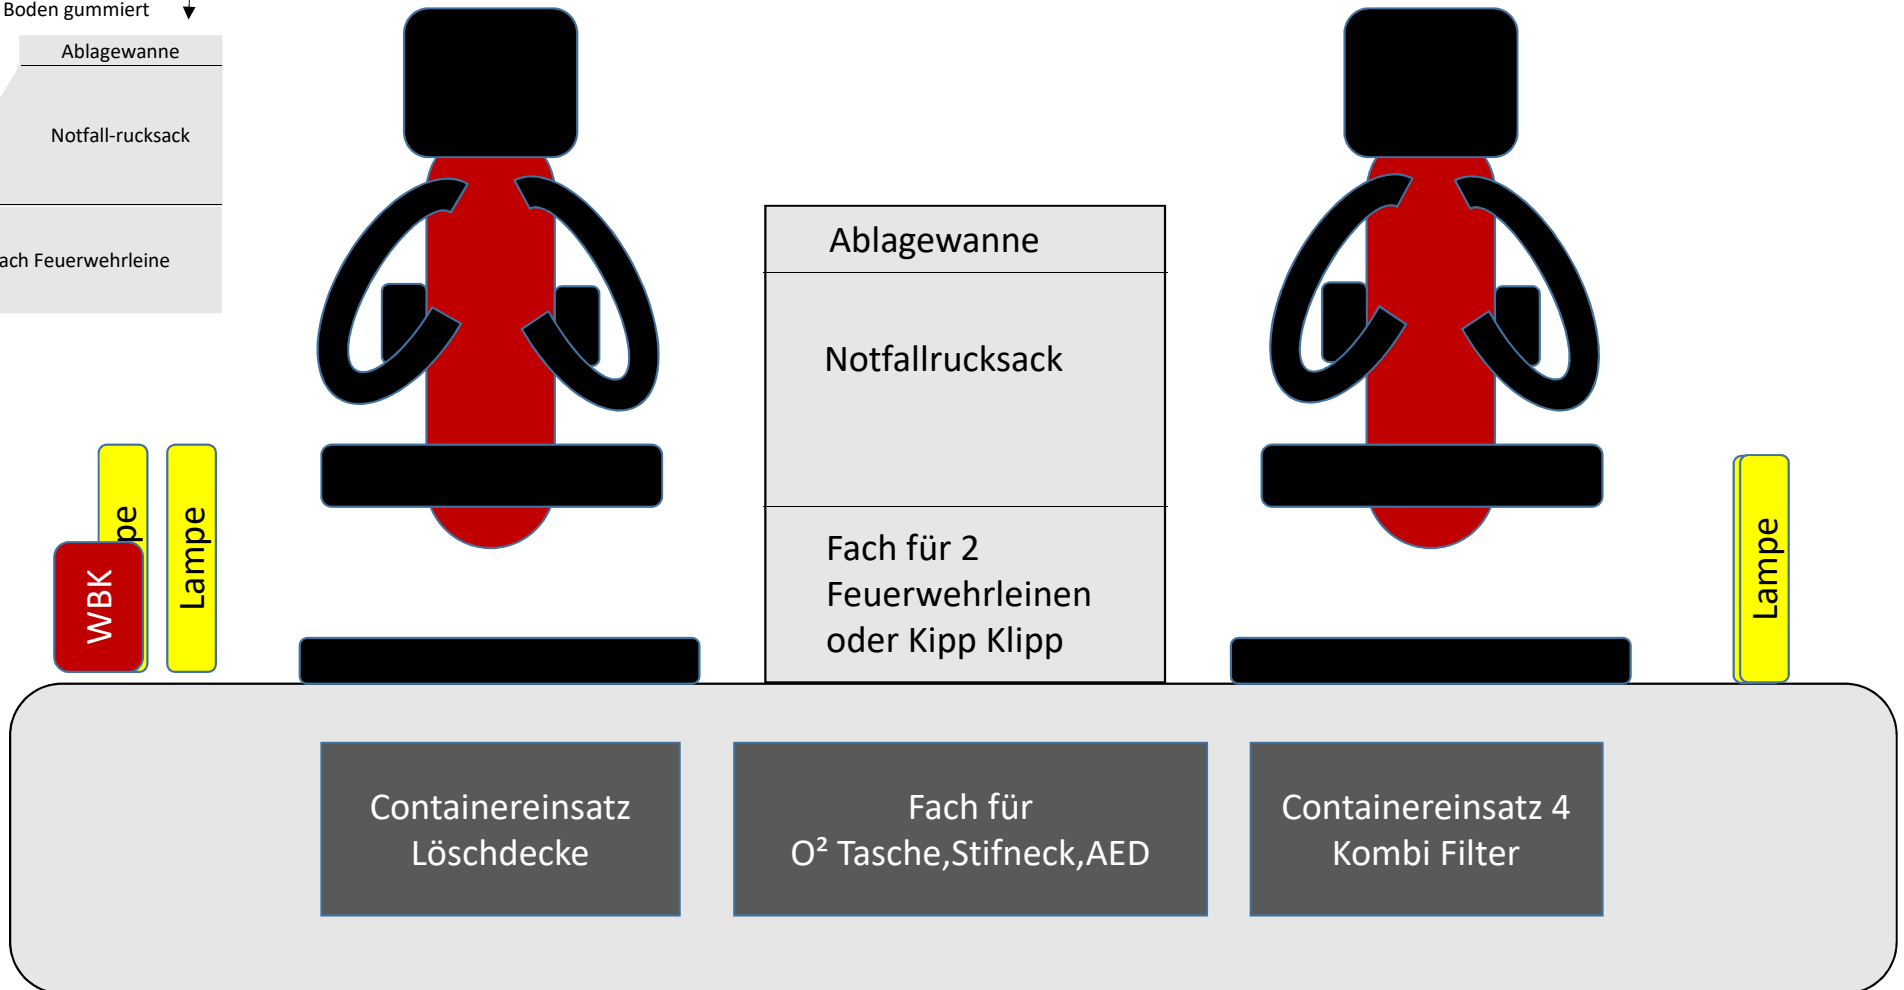 Boden gummiert
Ablagewanne
Notfall-rucksack
ach Feuerwehrleine
Ablagewanne
Notfallrucksack
Fach für 2
Feuerwehrleinen
oder Kipp Klipp
pe
Lampe
WBK
Lampe
Containereinsatz
Löschdecke
Fach für
O² Tasche,Stifneck,AED
Containereinsatz 4
Kombi Filter